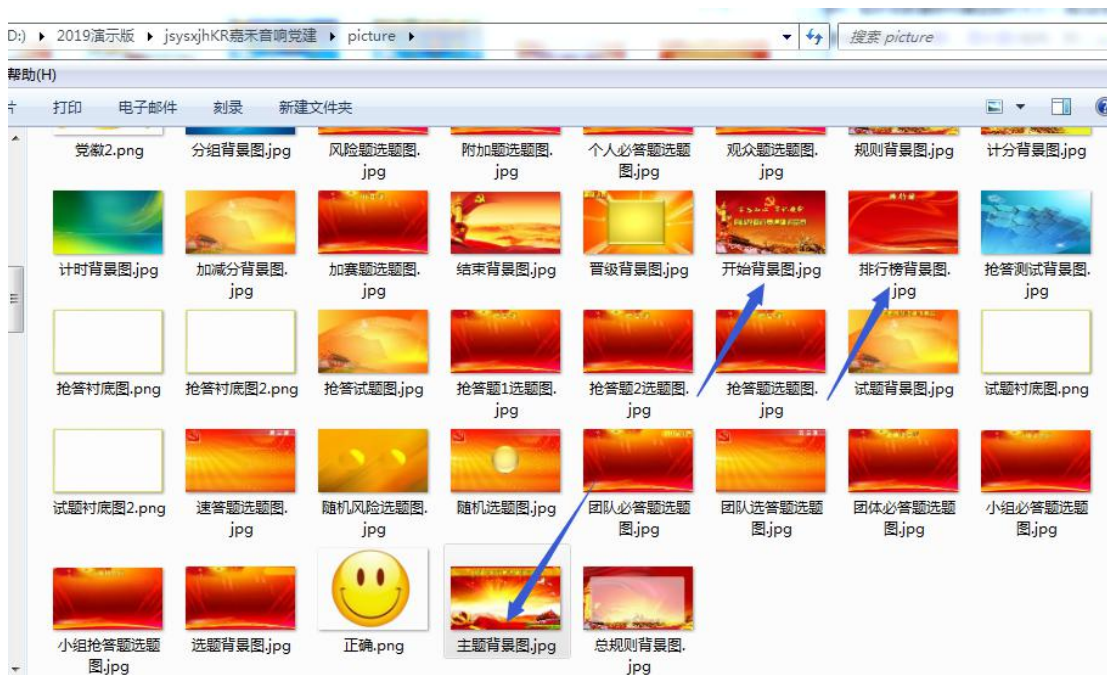 D:) ▸ 2019演示版 ▸ jsysxjhKR嘉禾音响党建 ▸ picture ▸
搜索 picture
帮助(H)
打印 电子邮件 刻录 新建文件夹
党徽2.png
分组背景图.jpg
风险题选题图.
jpg
附加题选题图.
jpg
个人必答题选题
图.jpg
观众题选题图.
jpg
规则背景图.jpg
计分背景图.jpg
计时背景图.jpg
加减分背景图.
jpg
加赛题选题图.
jpg
结束背景图.jpg
晋级背景图.jpg
开始背景图.jpg
排行榜背景图.
jpg
抢答测试背景图.
jpg
抢答衬底图.png
抢答衬底图2.png
抢答试题图.jpg
抢答题1选题图.
jpg
抢答题2选题图.
jpg
抢答题选题图.
jpg
试题背景图.jpg
试题衬底图.png
试题衬底图2.png
速答题选题图.
jpg
随机风险选题图.
jpg
随机选题图.jpg
团队必答题选题
图.jpg
团队选答题选题
图.jpg
团体必答题选题
图.jpg
小组必答题选题
图.jpg
小组抢答题选题
图.jpg
选题背景图.jpg
正确.png
主题背景图.jpg
总规则背景图.
jpg